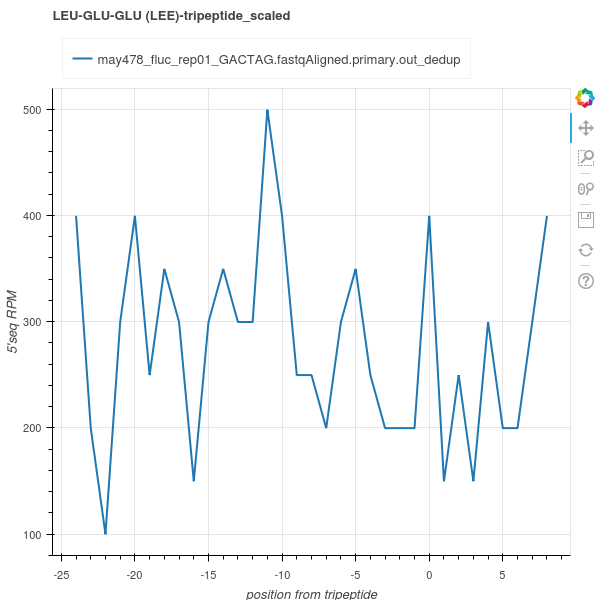 LEU-GLU-GLU (LEE)-tripeptide_scaled
may478_fluc_rep01_GACTAG.fastqAligned.primary.out_dedup
500
400
300
200
100
5'seq RPM
-25 -20 -15 -10 -5 0 5
position from tripeptide